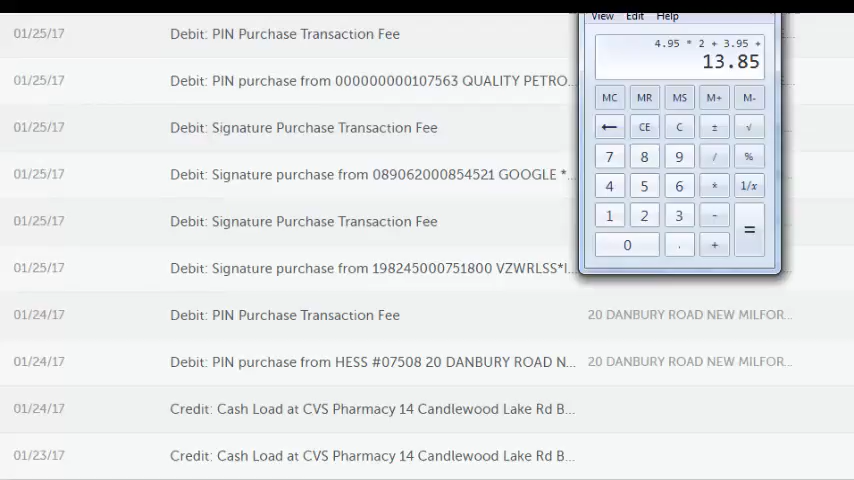 View Edit Help
4.95 * 2 + 3.95 +
13.85
MC MR MS M+ M-
← CE C ± √
7 8 9 / %
4 5 6 * 1/x
1 2 3 - =
0 . +
01/25/17 Debit: PIN Purchase Transaction Fee
01/25/17 Debit: PIN purchase from 000000000107563 QUALITY PETRO...
01/25/17 Debit: Signature Purchase Transaction Fee
01/25/17 Debit: Signature purchase from 089062000854521 GOOGLE *...
01/25/17 Debit: Signature Purchase Transaction Fee
01/25/17 Debit: Signature purchase from 198245000751800 VZWRLSS*I...
01/24/17 Debit: PIN Purchase Transaction Fee 20 DANBURY ROAD NEW MILFOR...
01/24/17 Debit: PIN purchase from HESS #07508 20 DANBURY ROAD N... 20 DANBURY ROAD NEW MILFOR...
01/24/17 Credit: Cash Load at CVS Pharmacy 14 Candlewood Lake Rd B...
01/23/17 Credit: Cash Load at CVS Pharmacy 14 Candlewood Lake Rd B...